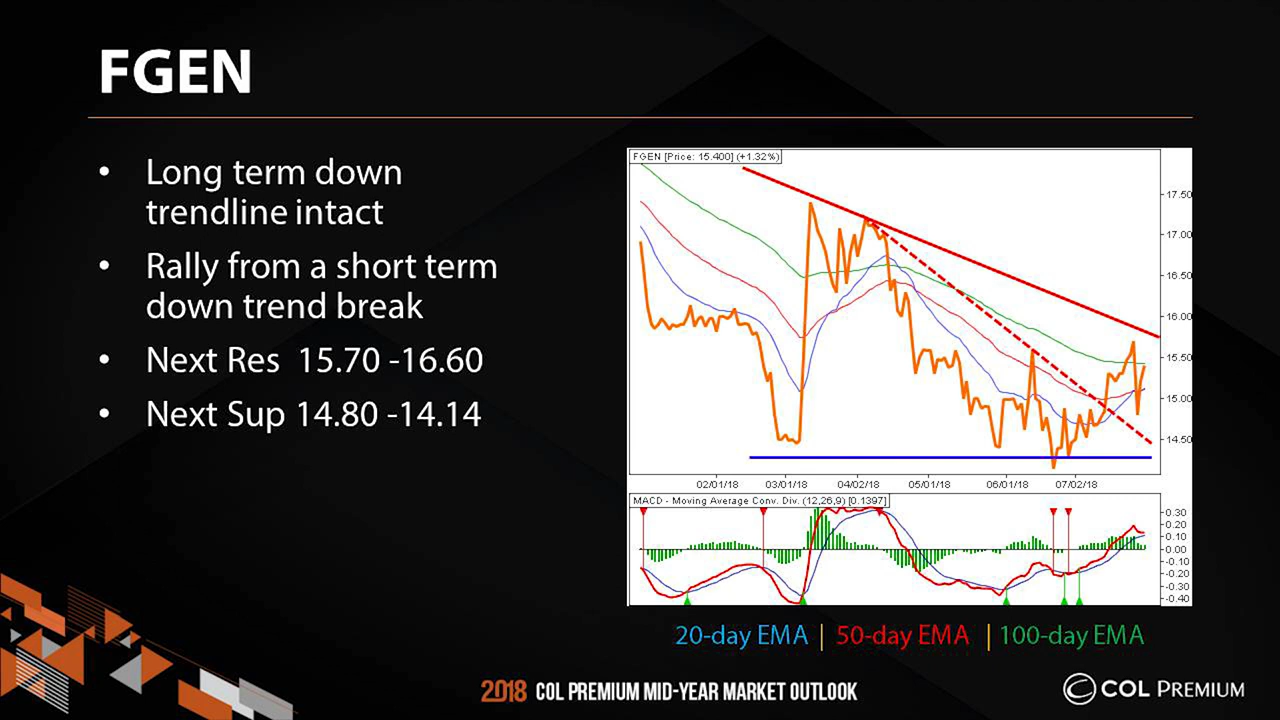 FGEN
• Long term down
trendline intact
• Rally from a short term
down trend break
• Next Res 15.70 -16.60
• Next Sup 14.80 -14.14
FGEN [Price: 15.400] (+1.32%)
17.50
17.00
16.50
16.00
15.50
15.00
14.50
02/01/18 03/01/18 04/02/18 05/01/18 06/01/18 07/02/18
MACD - Moving Average Conv. Div. (12,26,9) [0.1397]
0.30
0.20
0.10
0.00
-0.10
-0.20
-0.30
-0.40
20-day EMA | 50-day EMA | 100-day EMA
2018 COL PREMIUM MID-YEAR MARKET OUTLOOK
COL PREMIUM